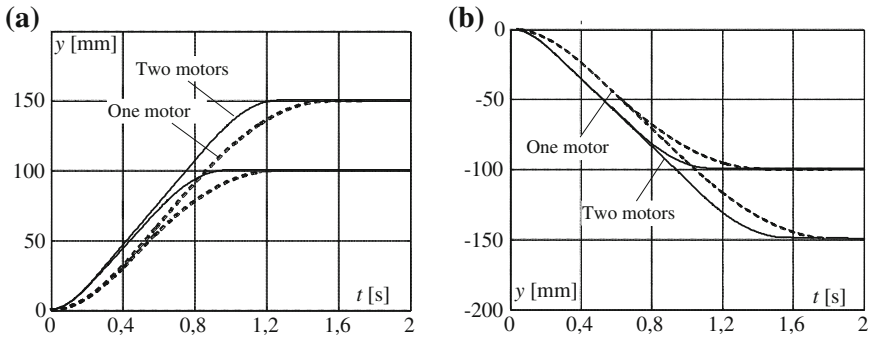 (a)
y [mm]
Two motors
150
One motor
100
50
0
t [s]
0 0,4 0,8 1,2 1,6 2
(b)
0
-50
One motor
-100
Two motors
-150
-200
y [mm]
t [s]
0 0,4 0,8 1,2 1,6 2